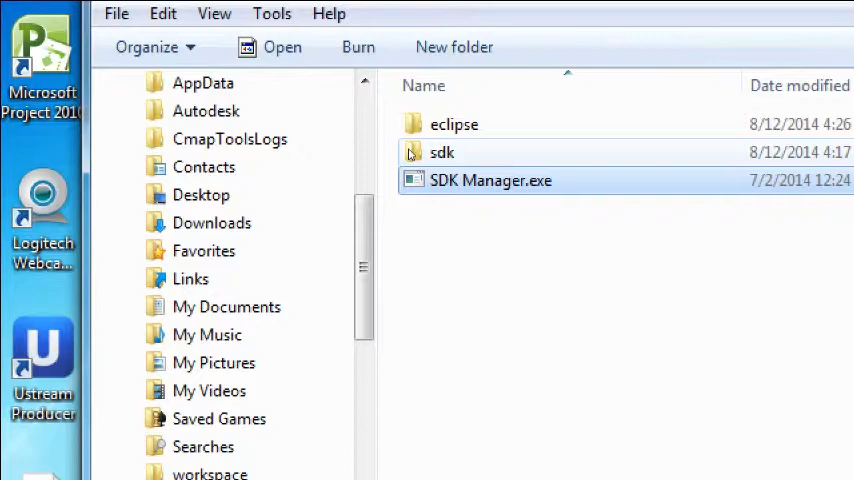 File Edit View Tools Help
Organize Open Burn New folder
Microsoft
Project 2010
Logitech
Webca...
Ustream
Producer
AppData
Autodesk
CmapToolsLogs
Contacts
Desktop
Downloads
Favorites
Links
My Documents
My Music
My Pictures
My Videos
Saved Games
Searches
workspace
Name Date modified
eclipse 8/12/2014 4:26
sdk 8/12/2014 4:17
SDK Manager.exe 7/2/2014 12:24